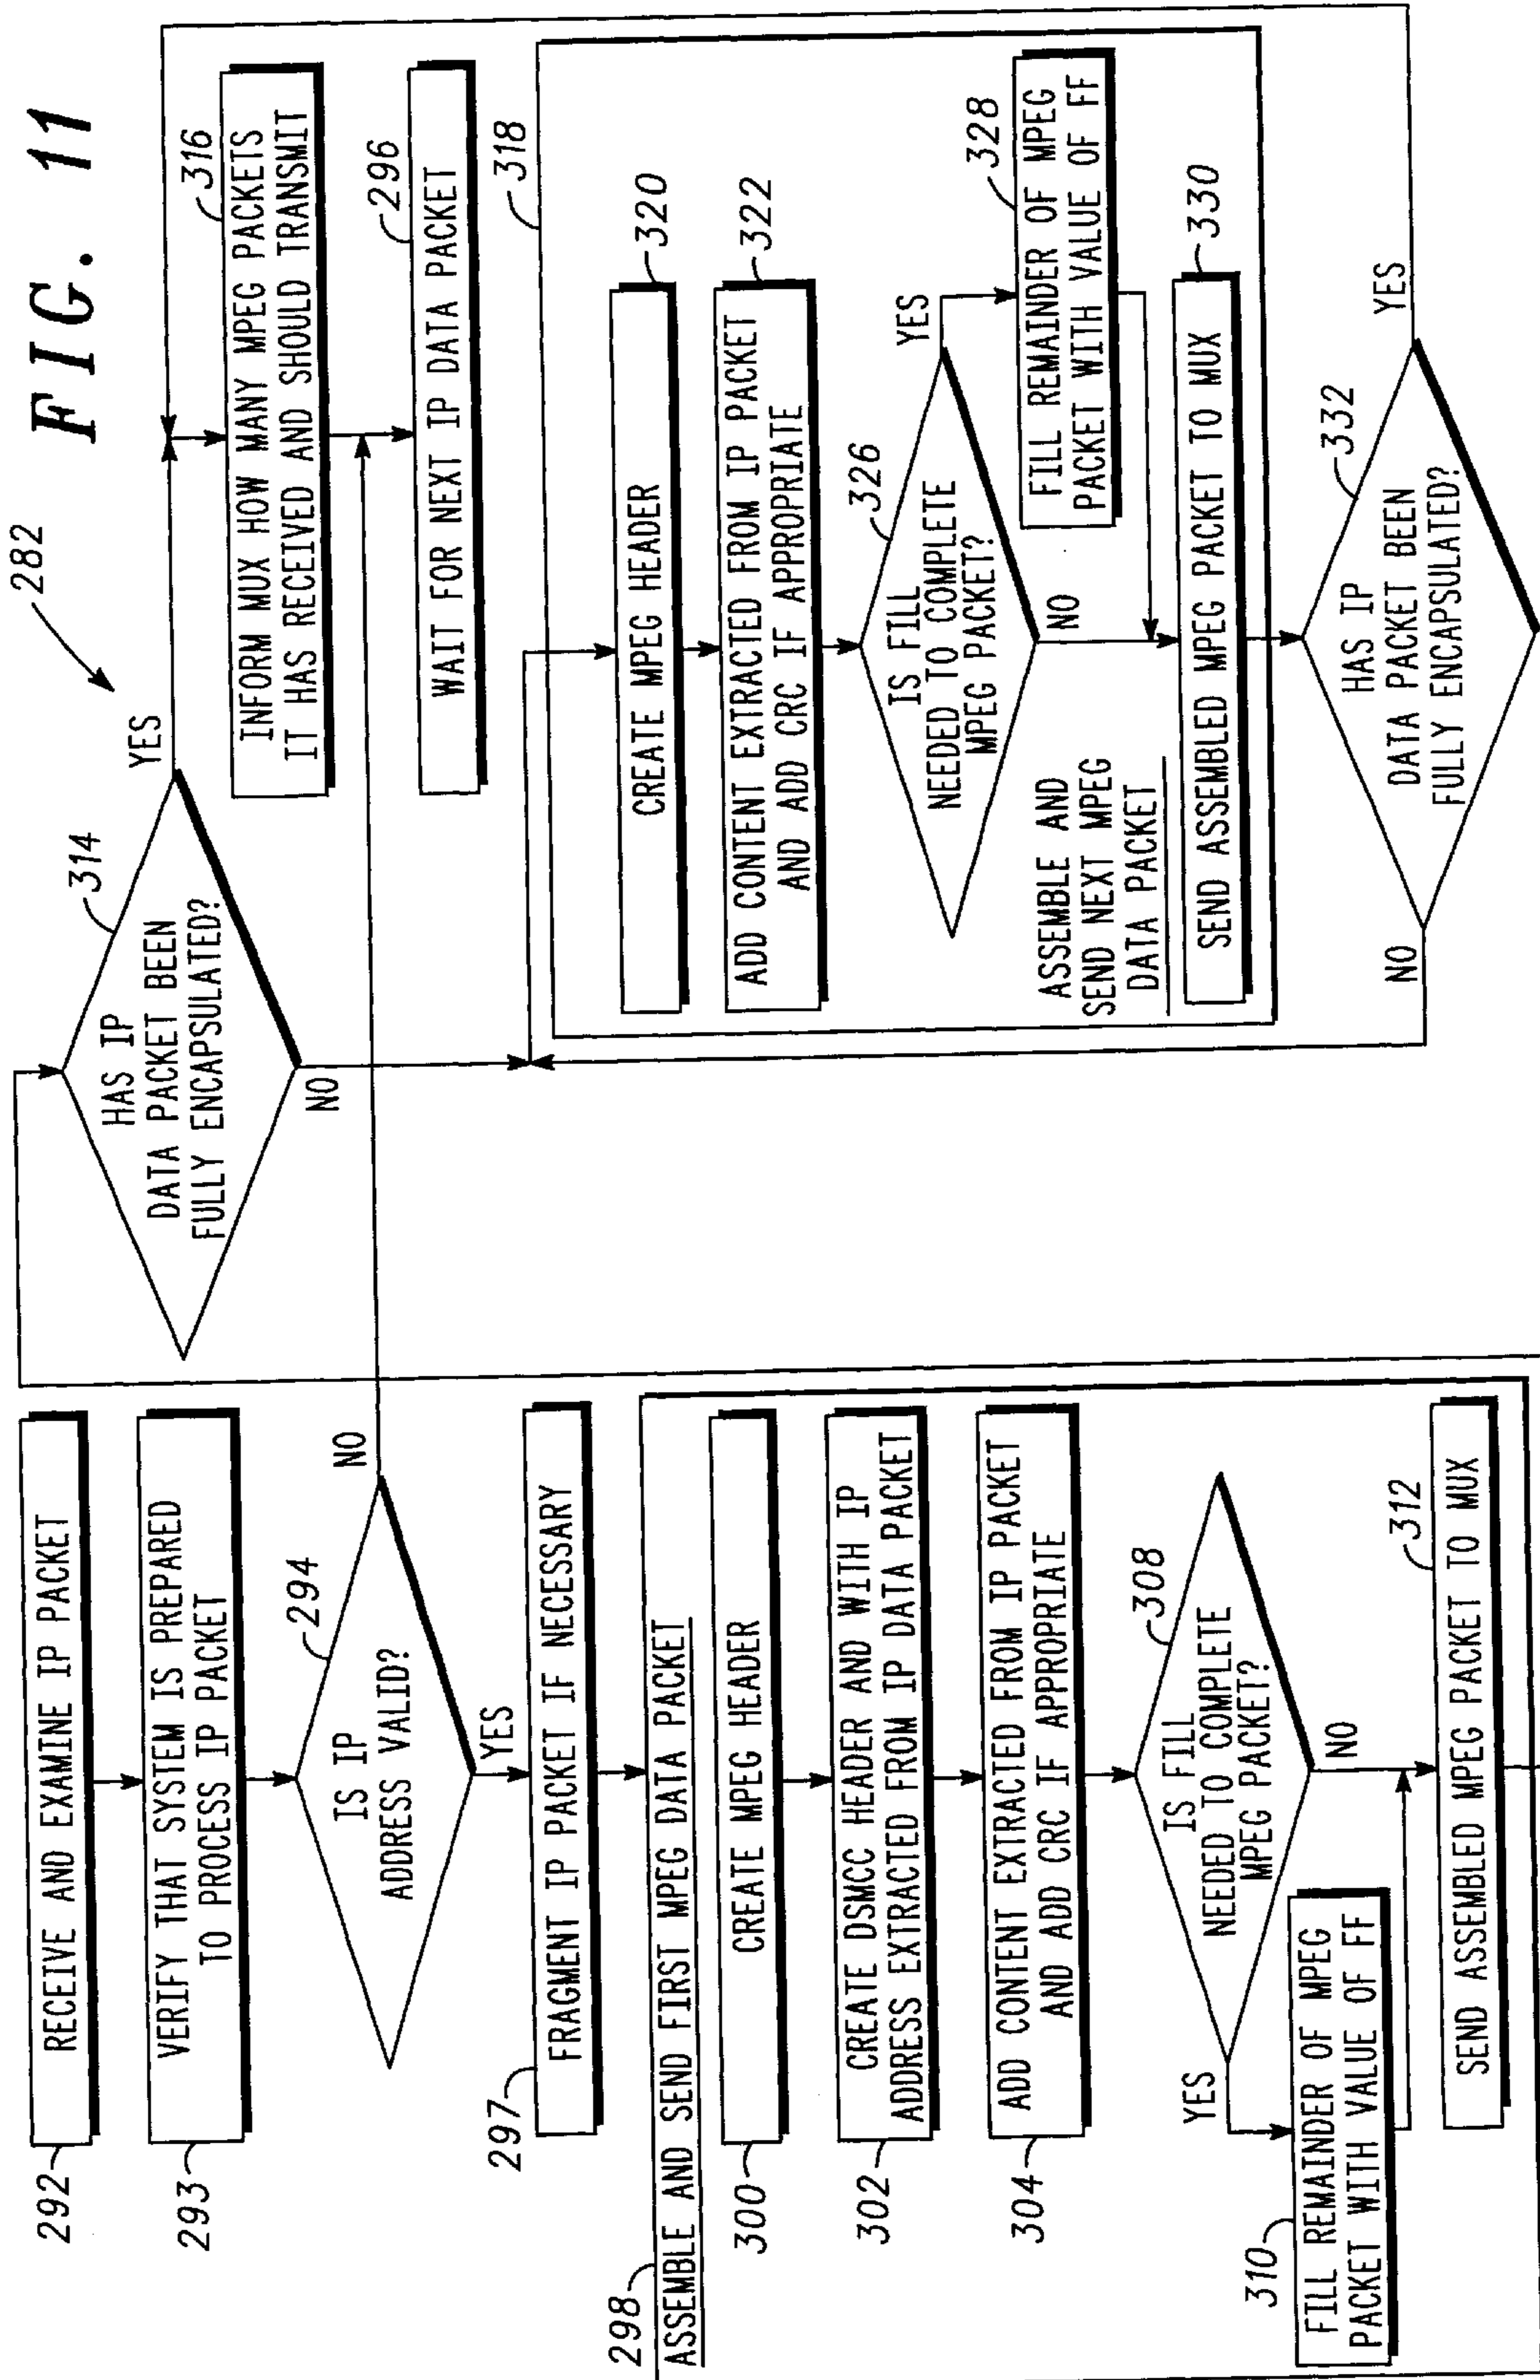 FIG. 11
282
292
RECEIVE AND EXAMINE IP PACKET
293
VERIFY THAT SYSTEM IS PREPARED
TO PROCESS IP PACKET
294
IS IP
ADDRESS VALID?
NO
YES
297
FRAGMENT IP PACKET IF NECESSARY
298
ASSEMBLE AND SEND FIRST MPEG DATA PACKET
300
CREATE MPEG HEADER
302
CREATE DSMCC HEADER AND WITH IP
ADDRESS EXTRACTED FROM IP DATA PACKET
304
ADD CONTENT EXTRACTED FROM IP PACKET
AND ADD CRC IF APPROPRIATE
308
IS FILL
NEEDED TO COMPLETE
MPEG PACKET?
YES
NO
310
FILL REMAINDER OF MPEG
PACKET WITH VALUE OF FF
312
SEND ASSEMBLED MPEG PACKET TO MUX
314
HAS IP
DATA PACKET BEEN
FULLY ENCAPSULATED?
YES
NO
316
INFORM MUX HOW MANY MPEG PACKETS
IT HAS RECEIVED AND SHOULD TRANSMIT
296
WAIT FOR NEXT IP DATA PACKET
318
320
CREATE MPEG HEADER
322
ADD CONTENT EXTRACTED FROM IP PACKET
AND ADD CRC IF APPROPRIATE
326
IS FILL
NEEDED TO COMPLETE
MPEG PACKET?
YES
NO
328
FILL REMAINDER OF MPEG
PACKET WITH VALUE OF FF
ASSEMBLE AND
SEND NEXT MPEG
DATA PACKET
330
SEND ASSEMBLED MPEG PACKET TO MUX
332
HAS IP
DATA PACKET BEEN
FULLY ENCAPSULATED?
YES
NO